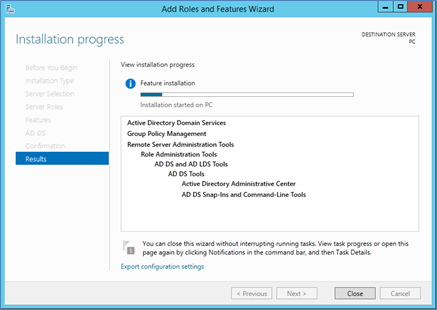 Add Roles and Features Wizard
Installation progress
DESTINATION SERVER
PC
Before You Begin
Installation Type
Server Selection
Server Roles
Features
AD DS
Confirmation
Results
View installation progress
Feature installation
Installation started on PC
Active Directory Domain Services
Group Policy Management
Remote Server Administration Tools
Role Administration Tools
AD DS and AD LDS Tools
AD DS Tools
Active Directory Administrative Center
AD DS Snap-Ins and Command-Line Tools
You can close this wizard without interrupting running tasks. View task progress or open this
page again by clicking Notifications in the command bar, and then Task Details.
Export configuration settings
< Previous
Next >
Close
Cancel